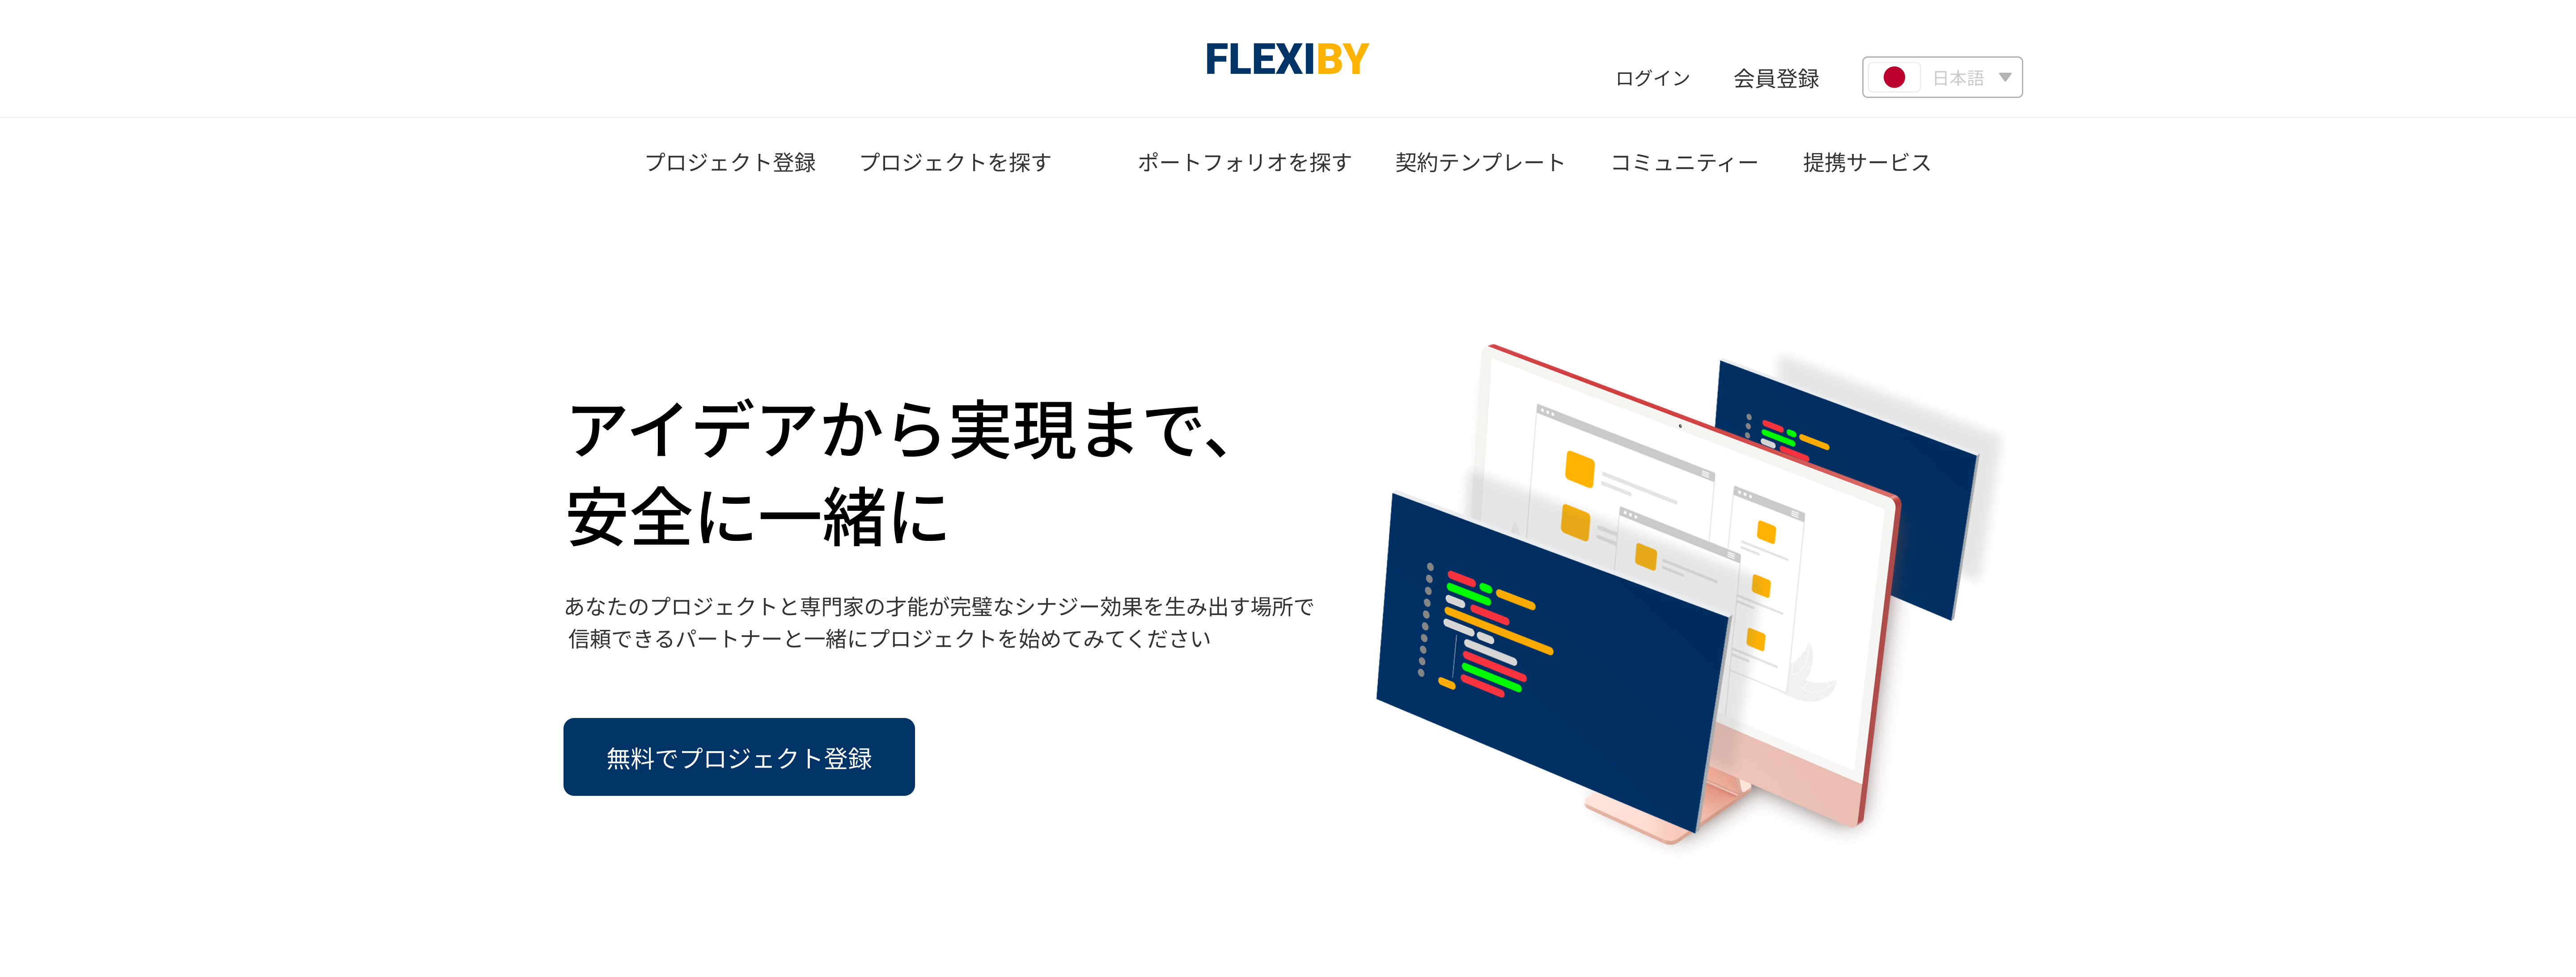 FLEXIBY
ログイン 会員登録 日本語
プロジェクト登録 プロジェクトを探す ポートフォリオを探す 契約テンプレート コミュニティー 提携サービス
アイデアから実現まで、
安全に一緒に
あなたのプロジェクトと専門家の才能が完璧なシナジー効果を生み出す場所で
信頼できるパートナーと一緒にプロジェクトを始めてみてください
無料でプロジェクト登録